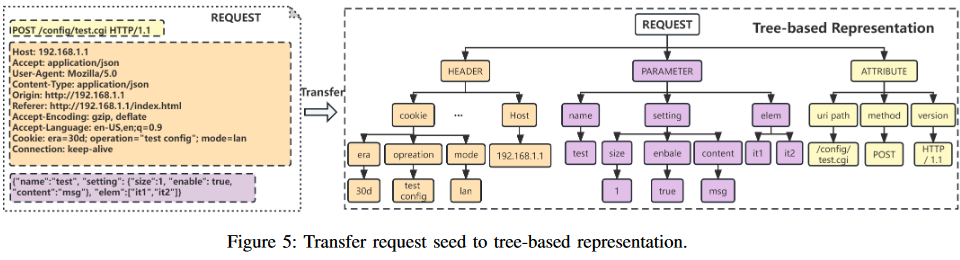 REQUEST
POST /config/test.cgi HTTP/1.1
Host: 192.168.1.1
Accept: application/json
User-Agent: Mozilla/5.0
Content-Type: application/json
Origin: http://192.168.1.1
Referer: http://192.168.1.1/index.html
Accept-Encoding: gzip, deflate
Accept-Language: en-US,en;q=0.9
Cookie: era=30d; operation="test config"; mode=lan
Connection: keep-alive
{"name":"test", "setting": {"size":1, "enable": true,
"content":"msg"}, "elem":["it1","it2"]}
Transfer
REQUEST
Tree-based Representation
HEADER
PARAMETER
ATTRIBUTE
cookie
...
Host
name
setting
elem
uri path
method
version
era
opreation
mode
192.168.1.1
test
size
enbale
content
it1
it2
/config/
test.cgi
POST
HTTP
/ 1.1
30d
test
config
lan
1
true
msg
Figure 5: Transfer request seed to tree-based representation.